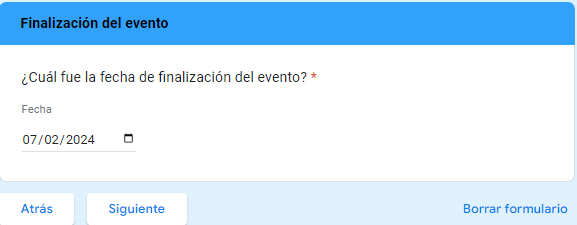 Finalización del evento
¿Cuál fue la fecha de finalización del evento? *
Fecha
07/02/2024
Atrás Siguiente Borrar formulario